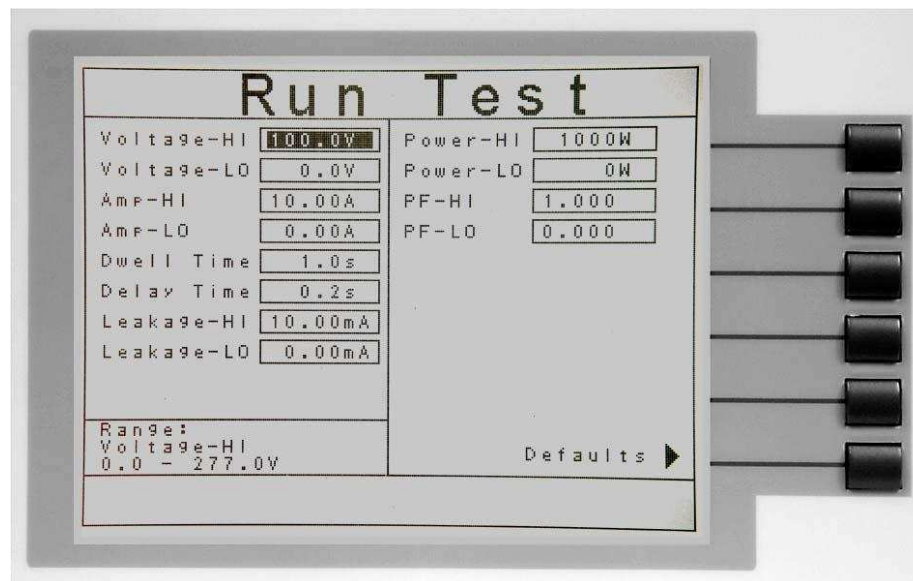 Run Test
Voltage-HI 100.0V
Voltage-LO 0.0V
Amp-HI 10.00A
Amp-LO 0.00A
Dwell Time 1.0s
Delay Time 0.2s
Leakage-HI 10.00mA
Leakage-LO 0.00mA
Power-HI 1000W
Power-LO 0W
PF-HI 1.000
PF-LO 0.000
Range:
Voltage-HI
0.0 - 277.0V
Defaults